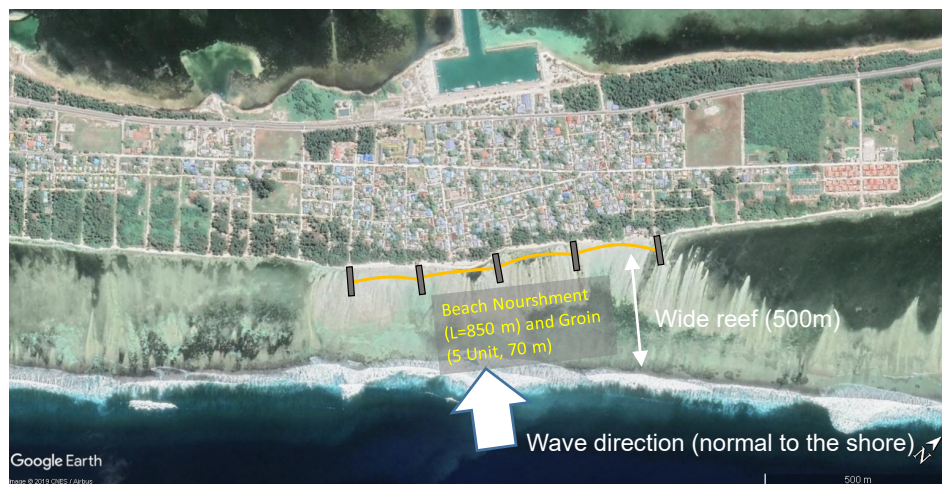 Beach Nourshment
(L=850 m) and Groin
(5 Unit, 70 m)
Wide reef (500m)
Wave direction (normal to the shore)
N
Google Earth
Image © 2019 CNES / Airbus
500 m